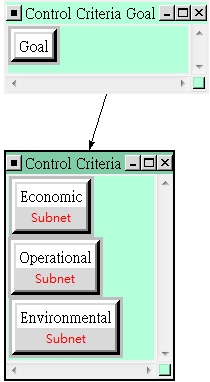 Control Criteria Goal
Goal
Control Criteria
Economic
Subnet
Operational
Subnet
Environmental
Subnet